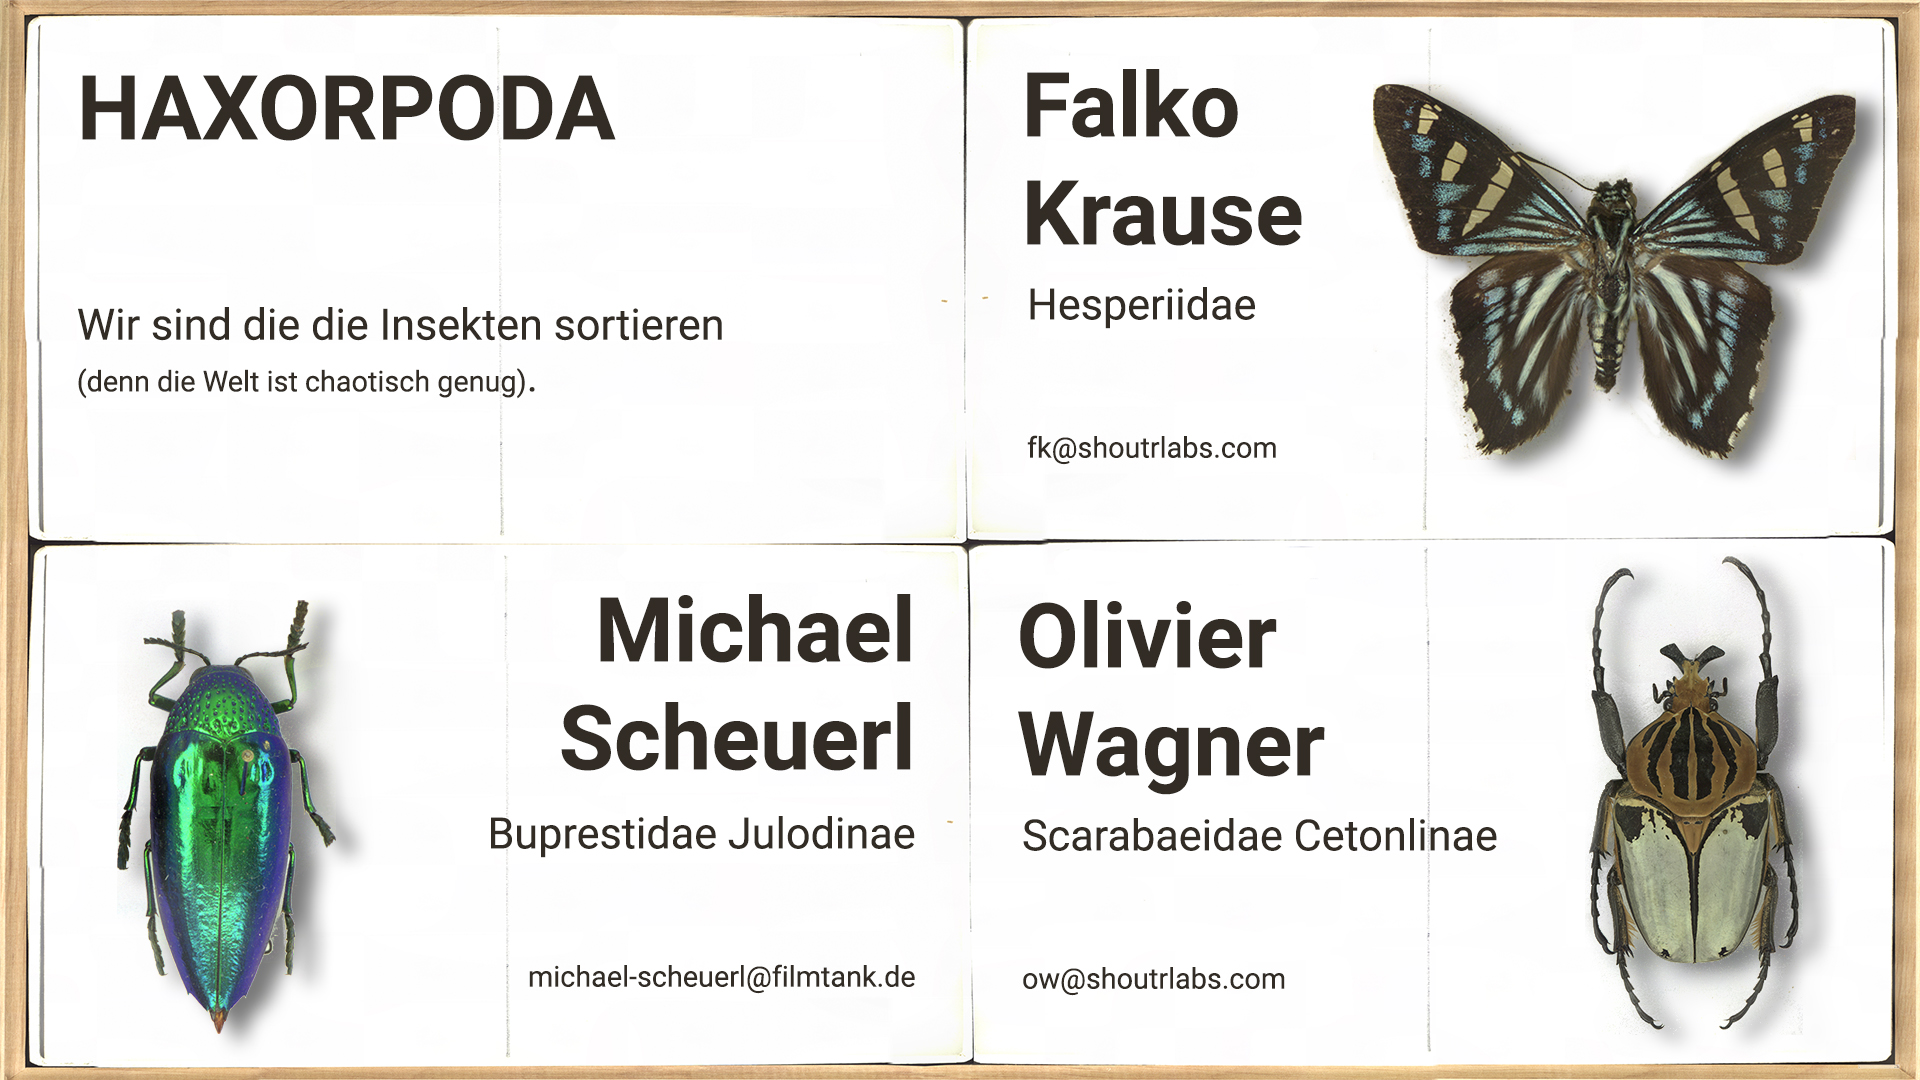 HAXORPODA
Wir sind die die Insekten sortieren
(denn die Welt ist chaotisch genug).
Falko
Krause
Hesperiidae
fk@shoutrlabs.com
Michael
Scheuerl
Buprestidae Julodinae
michael-scheuerl@filmtank.de
Olivier
Wagner
Scarabaeidae Cetonlinae
ow@shoutrlabs.com